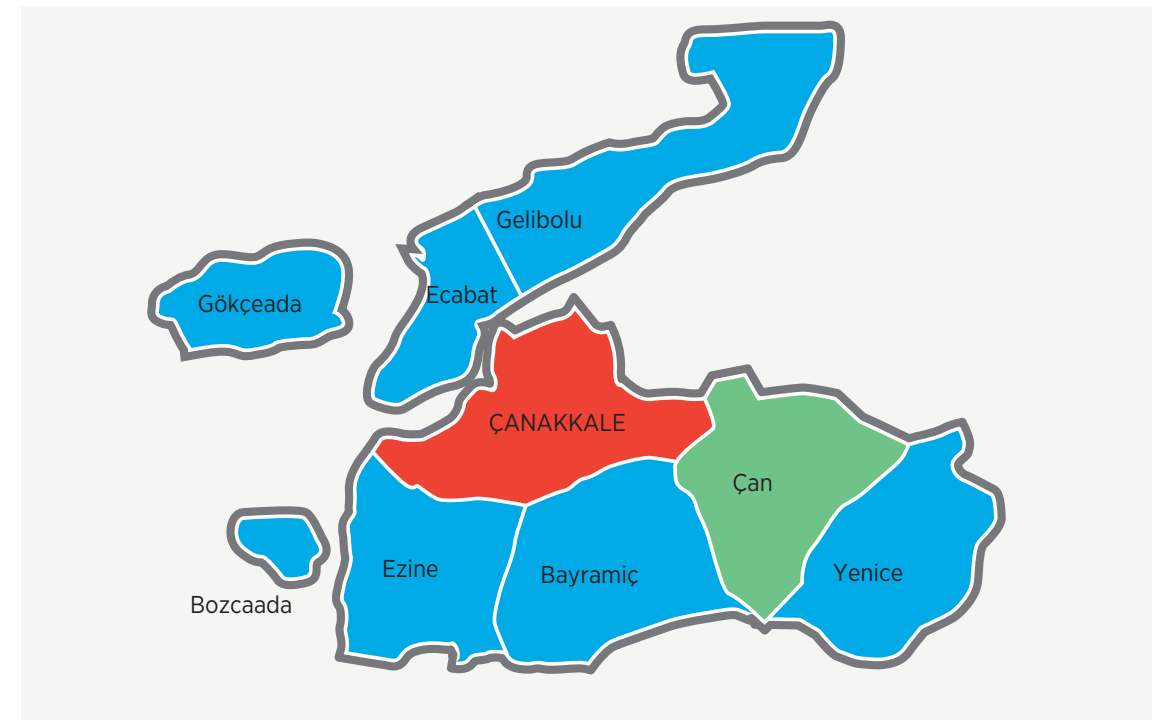 Gelibolu
Ecabat
Gökçeada
ÇANAKKALE
Çan
Ezine
Bayramiç
Yenice
Bozcaada